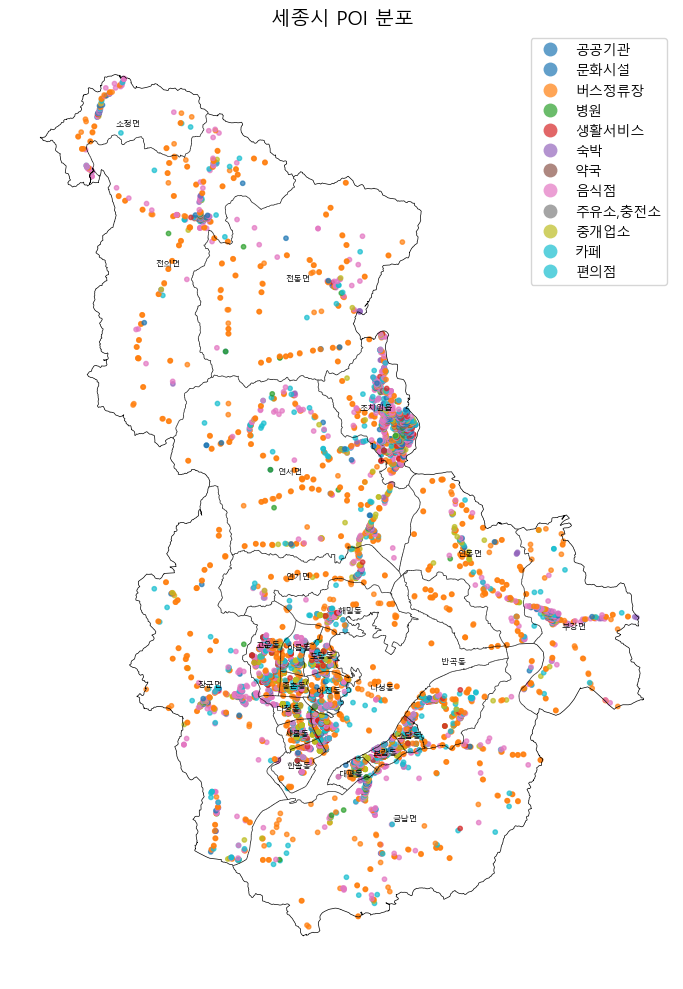 세종시 POI 분포
공공기관
문화시설
버스정류장
병원
생활서비스
숙박
약국
음식점
주유소,충전소
중개업소
카페
편의점
소정면
전의면
전동면
조치원읍
연서면
연동면
연기면
해밀동
부강면
고운동
아름동
도담동
반곡동
장군면
종촌동
어진동
나성동
다정동
새롬동
소담동
보람동
한솔동
대평동
금남면